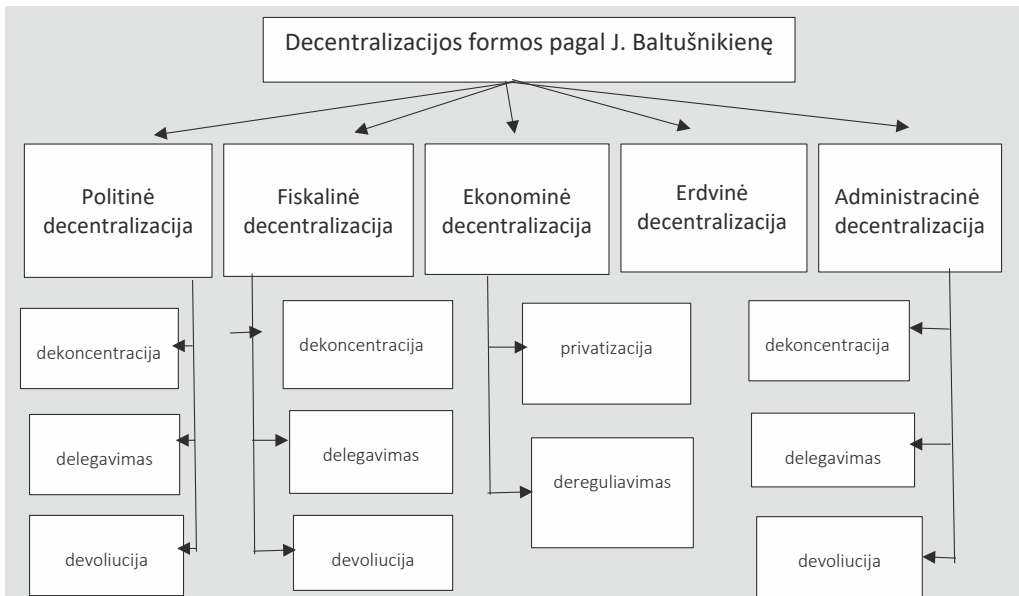 Decentralizacijos formos pagal J. Baltušnikienę
Politinė
decentralizacija
Fiskalinė
decentralizacija
Ekonominė
decentralizacija
Erdvinė
decentralizacija
Administracinė
decentralizacija
dekoncentracija
delegavimas
devoliucija
dekoncentracija
delegavimas
devoliucija
privatizacija
dereguliavimas
dekoncentracija
delegavimas
devoliucija